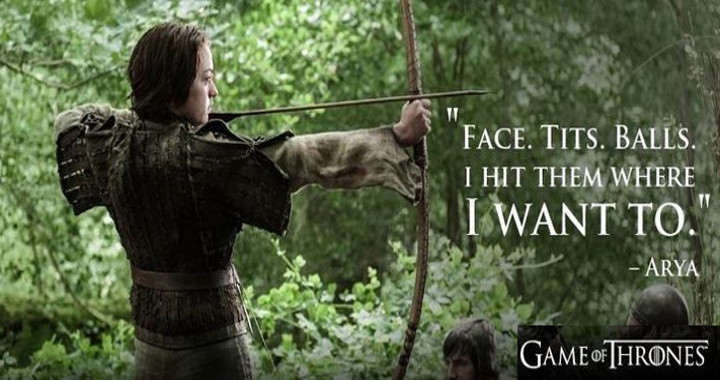 "FACE. TITS. BALLS.
I HIT THEM WHERE
I WANT TO."
– ARYA
GAME OF THRONES